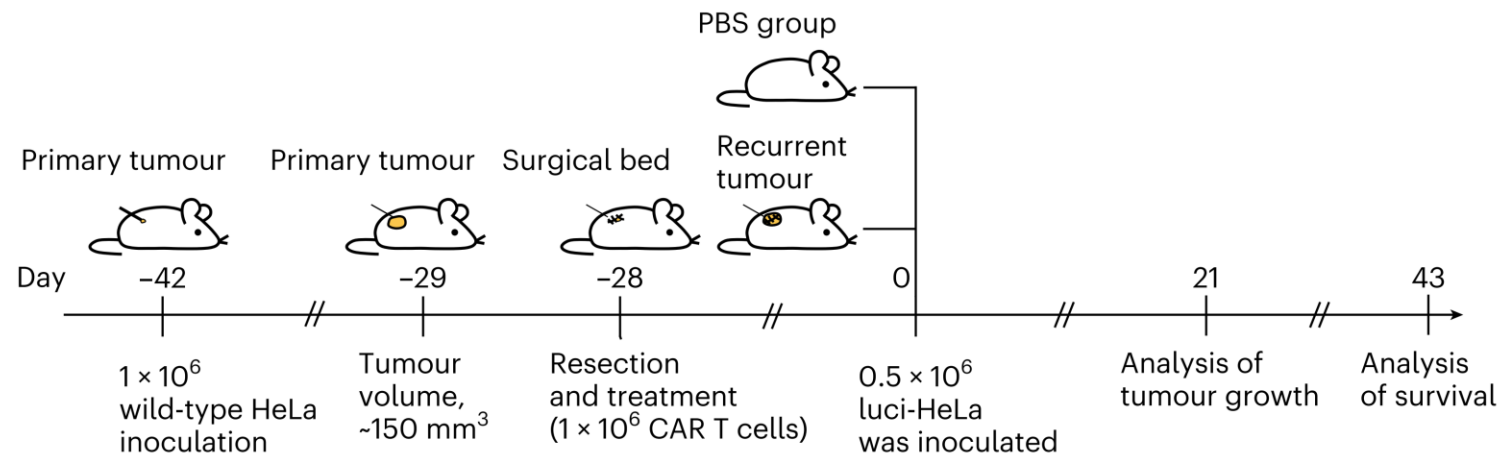 PBS group
Primary tumour
Primary tumour
Surgical bed
Recurrent
tumour
Day
−42
−29
−28
0
21
43
1 × 10⁶
wild-type HeLa
inoculation
Tumour
volume,
~150 mm³
Resection
and treatment
(1 × 10⁶ CAR T cells)
0.5 × 10⁶
luci-HeLa
was inoculated
Analysis of
tumour growth
Analysis
of survival